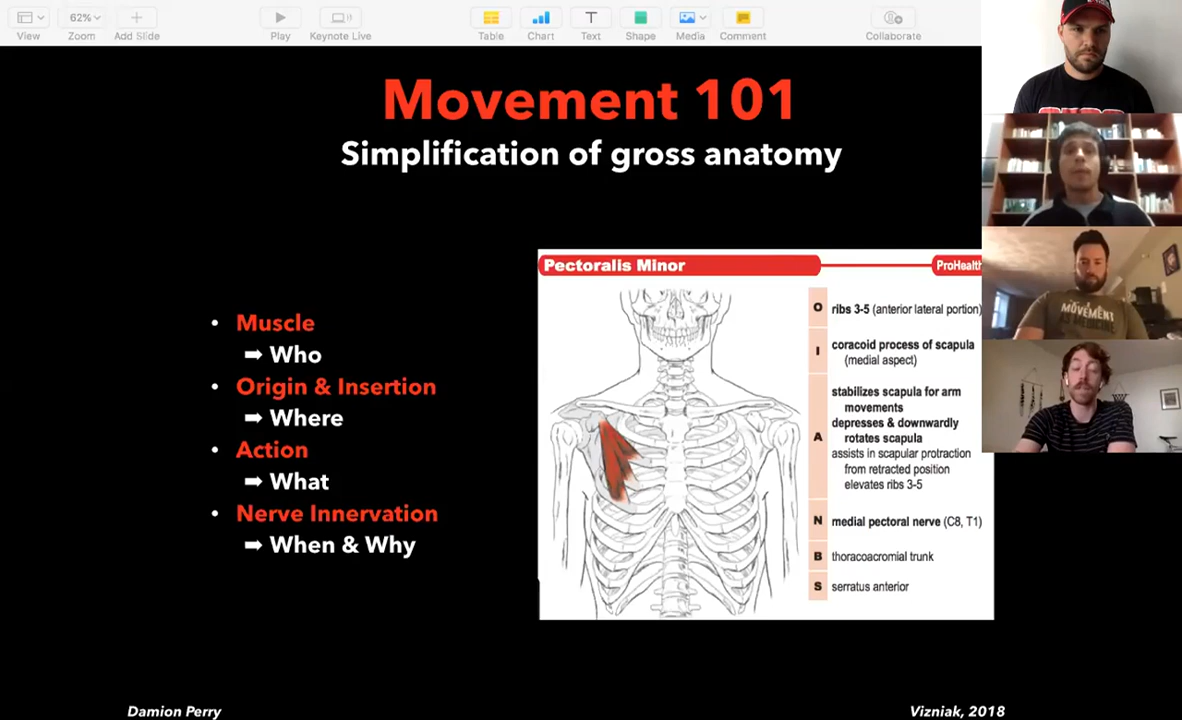 View
62%
Zoom
Add Slide
Play
Keynote Live
Table
Chart
Text
Shape
Media
Comment
Collaborate
Movement 101
Simplification of gross anatomy
• Muscle
➡ Who
• Origin & Insertion
➡ Where
• Action
➡ What
• Nerve Innervation
➡ When & Why
Pectoralis Minor
ProHealth
O ribs 3-5 (anterior lateral portion)
I coracoid process of scapula
(medial aspect)
stabilizes scapula for arm
movements
depresses & downwardly
A rotates scapula
assists in scapular protraction
from retracted position
elevates ribs 3-5
N medial pectoral nerve (C8, T1)
B thoracoacromial trunk
S serratus anterior
MOVEMENT
AS MEDICINE
Damion Perry
Vizniak, 2018